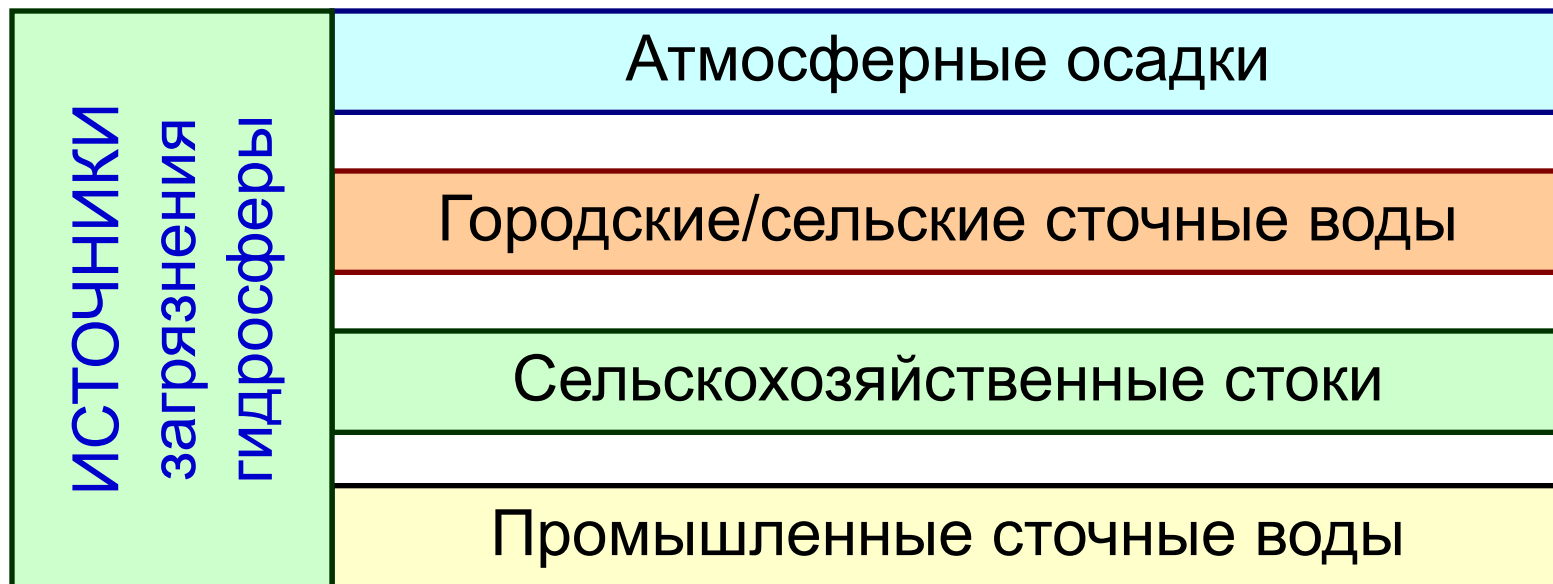 ИСТОЧНИКИ
загрязнения
гидросферы
Атмосферные осадки
Городские/сельские сточные воды
Сельскохозяйственные стоки
Промышленные сточные воды